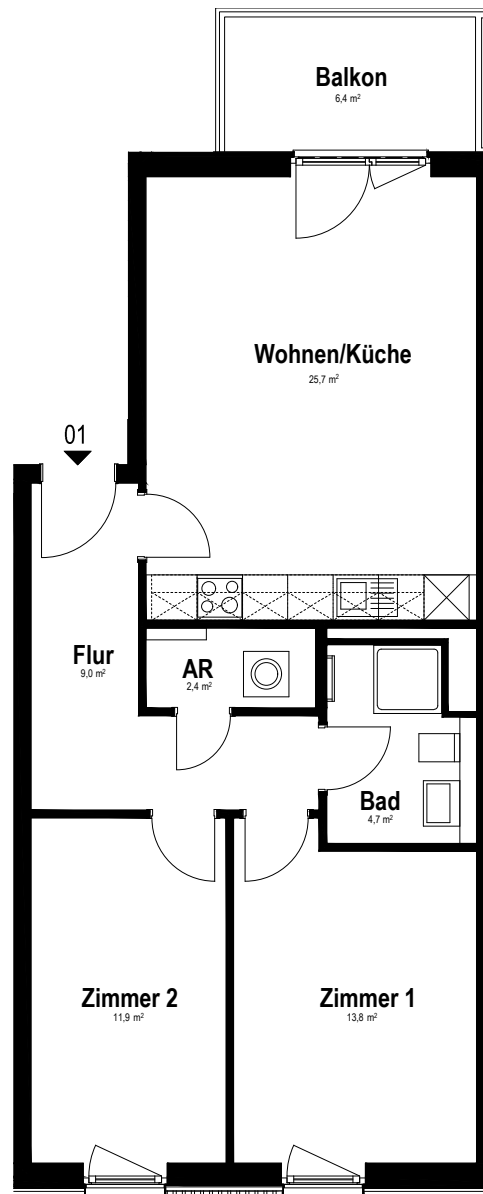 Balkon
6,4 m²
Wohnen/Küche
25,7 m²
01
Flur
9,0 m²
AR
2,4 m²
Bad
4,7 m²
Zimmer 2
11,9 m²
Zimmer 1
13,8 m²